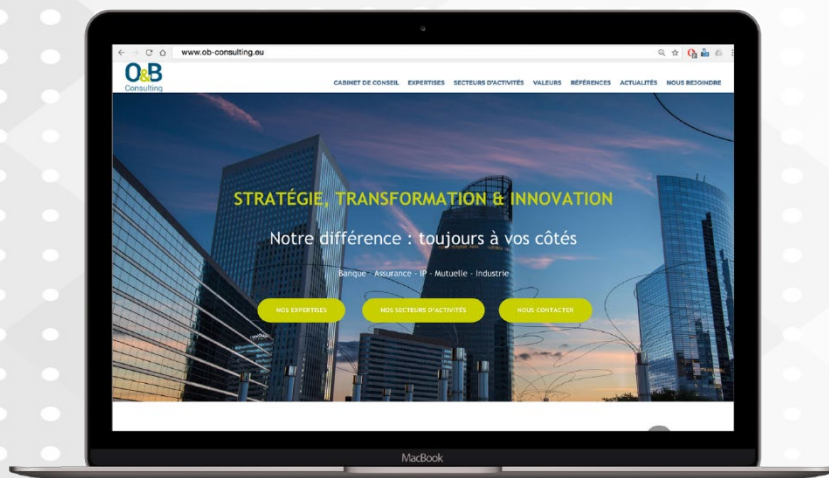 www.ob-consulting.eu
O&B
Consulting
CABINET DE CONSEIL EXPERTISES SECTEURS D'ACTIVITÉS VALEURS RÉFÉRENCES ACTUALITÉS NOUS REJOINDRE
STRATÉGIE, TRANSFORMATION & INNOVATION
Notre différence : toujours à vos côtés
Banque - Assurance - IP - Mutuelle - Industrie
NOS EXPERTISES NOS SECTEURS D'ACTIVITÉS NOUS CONTACTER
MacBook